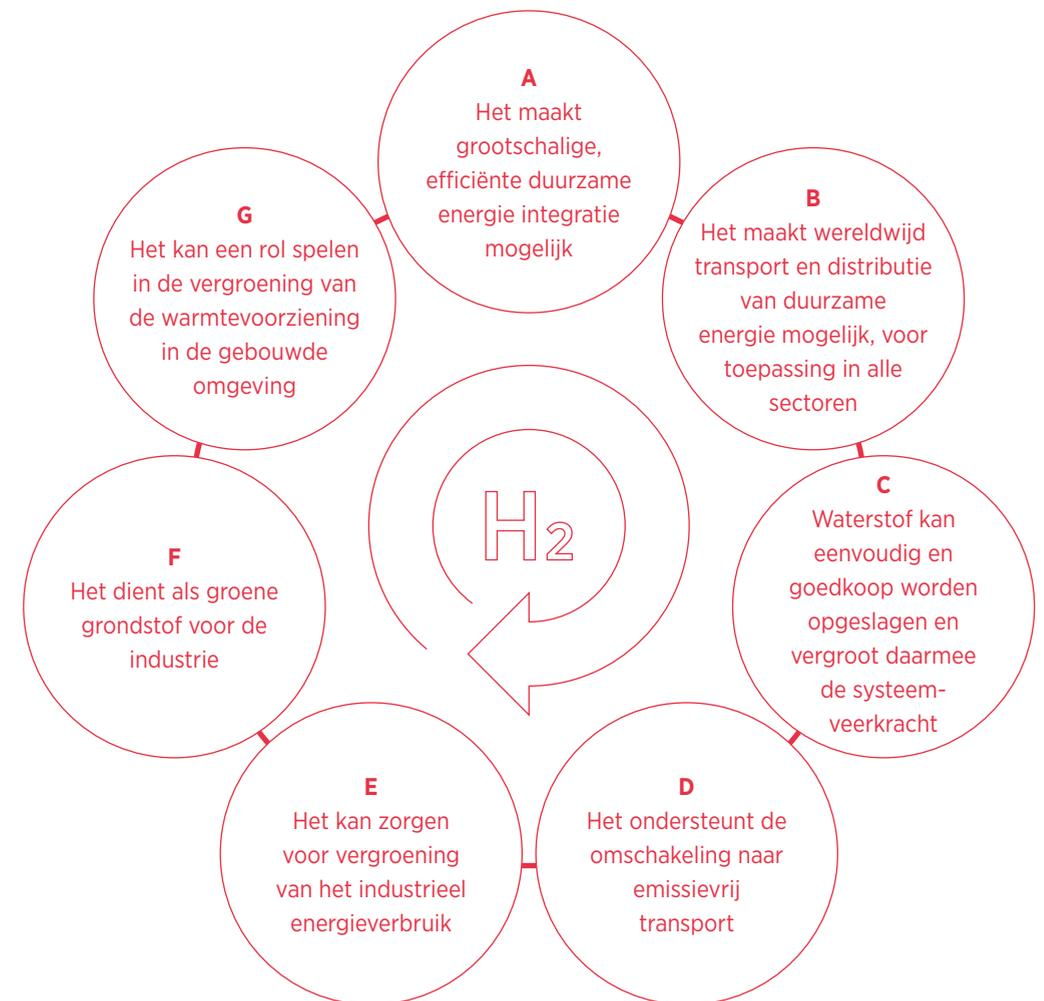 A
Het maakt
grootschalige,
efficiënte duurzame
energie integratie
mogelijk
B
Het maakt wereldwijd
transport en distributie
van duurzame
energie mogelijk, voor
toepassing in alle
sectoren
C
Waterstof kan
eenvoudig en
goedkoop worden
opgeslagen en
vergroot daarmee
de systeem-
veerkracht
D
Het ondersteunt de
omschakeling naar
emissievrij
transport
E
Het kan zorgen
voor vergroening
van het industrieel
energieverbruik
F
Het dient als groene
grondstof voor de
industrie
G
Het kan een rol spelen
in de vergroening van
de warmtevoorziening
in de gebouwde
omgeving
H2